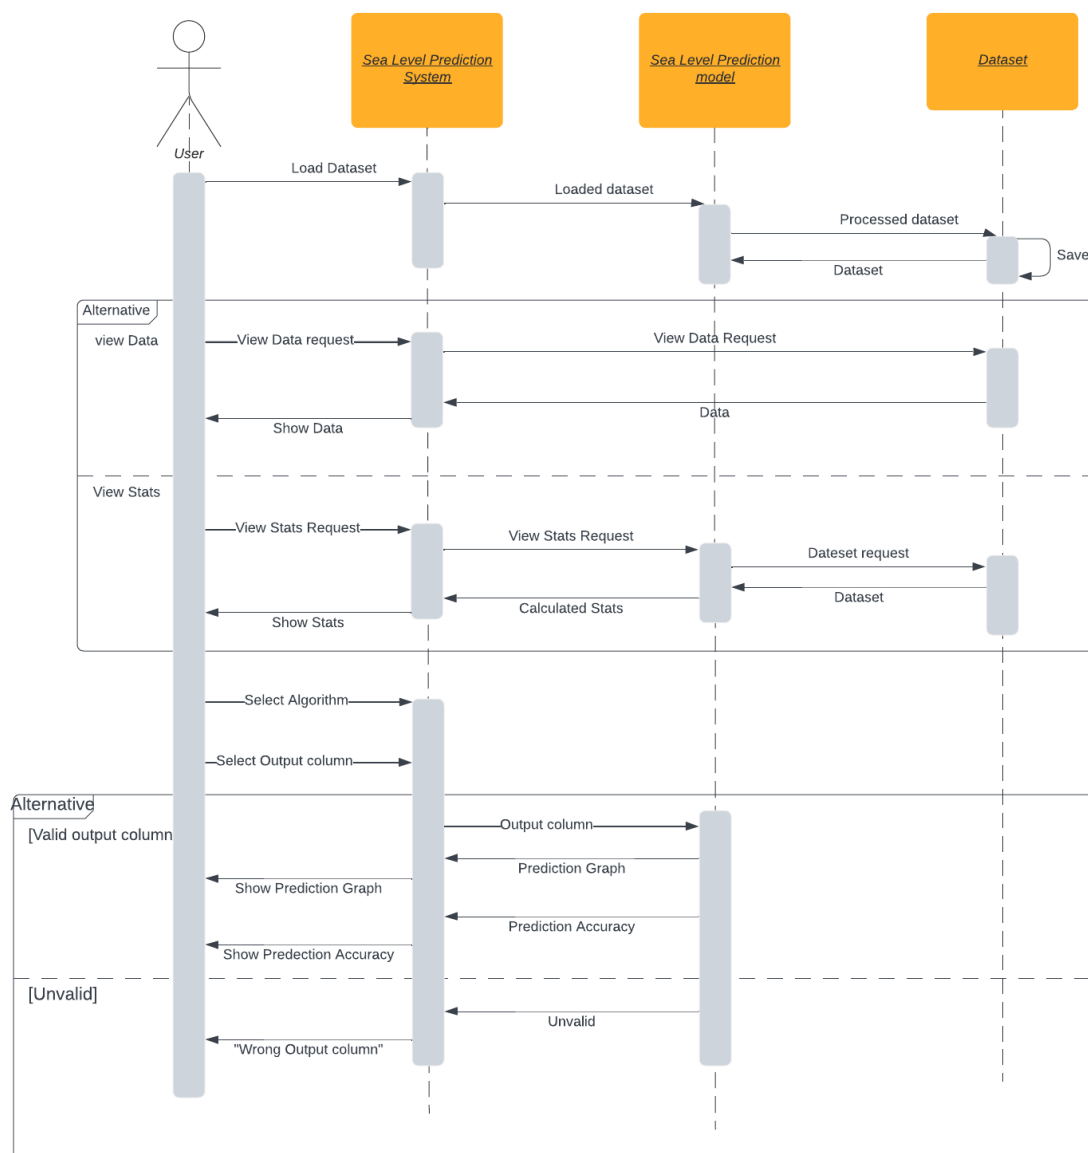 Sea Level Prediction
System
Sea Level Prediction
model
Dataset
User
Load Dataset
Loaded dataset
Processed dataset
Save
Dataset
Alternative
view Data
View Data request
View Data Request
Data
Show Data
View Stats
View Stats Request
View Stats Request
Dateset request
Dataset
Calculated Stats
Show Stats
Select Algorithm
Select Output column
Alternative
[Valid output column
Output column
Prediction Graph
Show Prediction Graph
Prediction Accuracy
Show Predection Accuracy
[Unvalid]
Unvalid
"Wrong Output column"